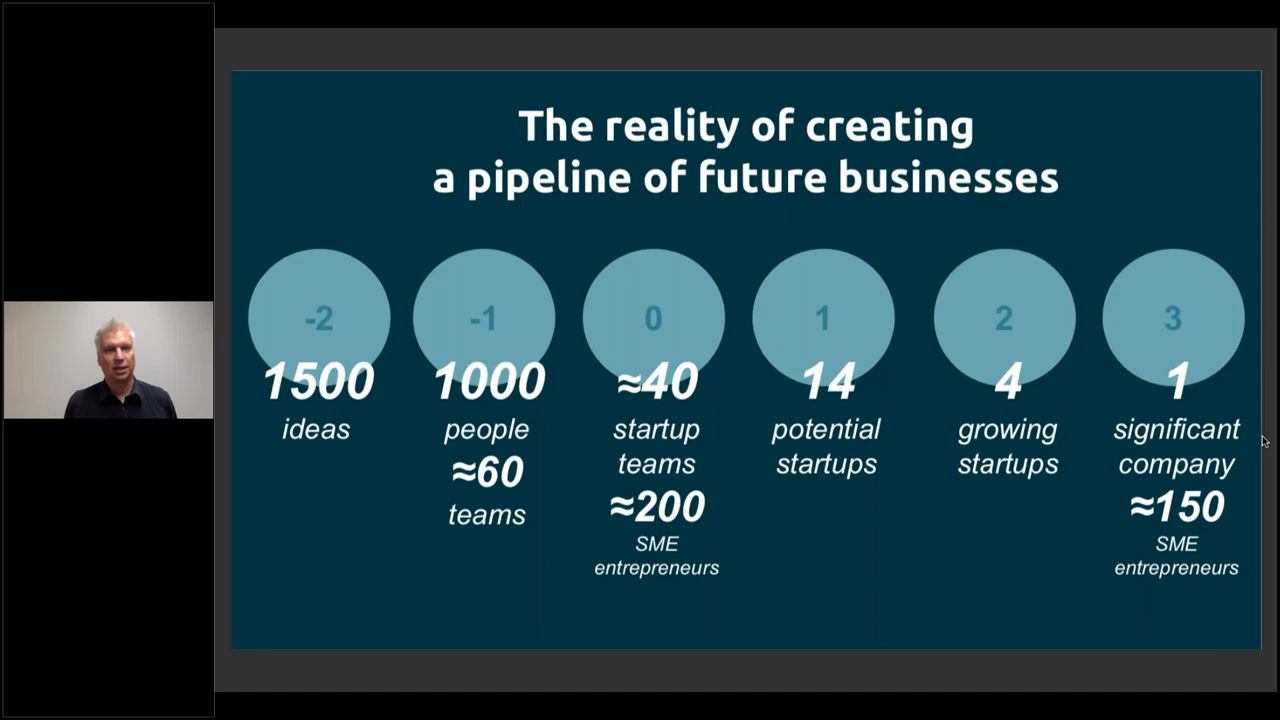 The reality of creating
a pipeline of future businesses
-2
1500
ideas
-1
1000
people
≈60
teams
0
≈40
startup
teams
≈200
SME
entrepreneurs
1
14
potential
startups
2
4
growing
startups
3
1
significant
company
≈150
SME
entrepreneurs